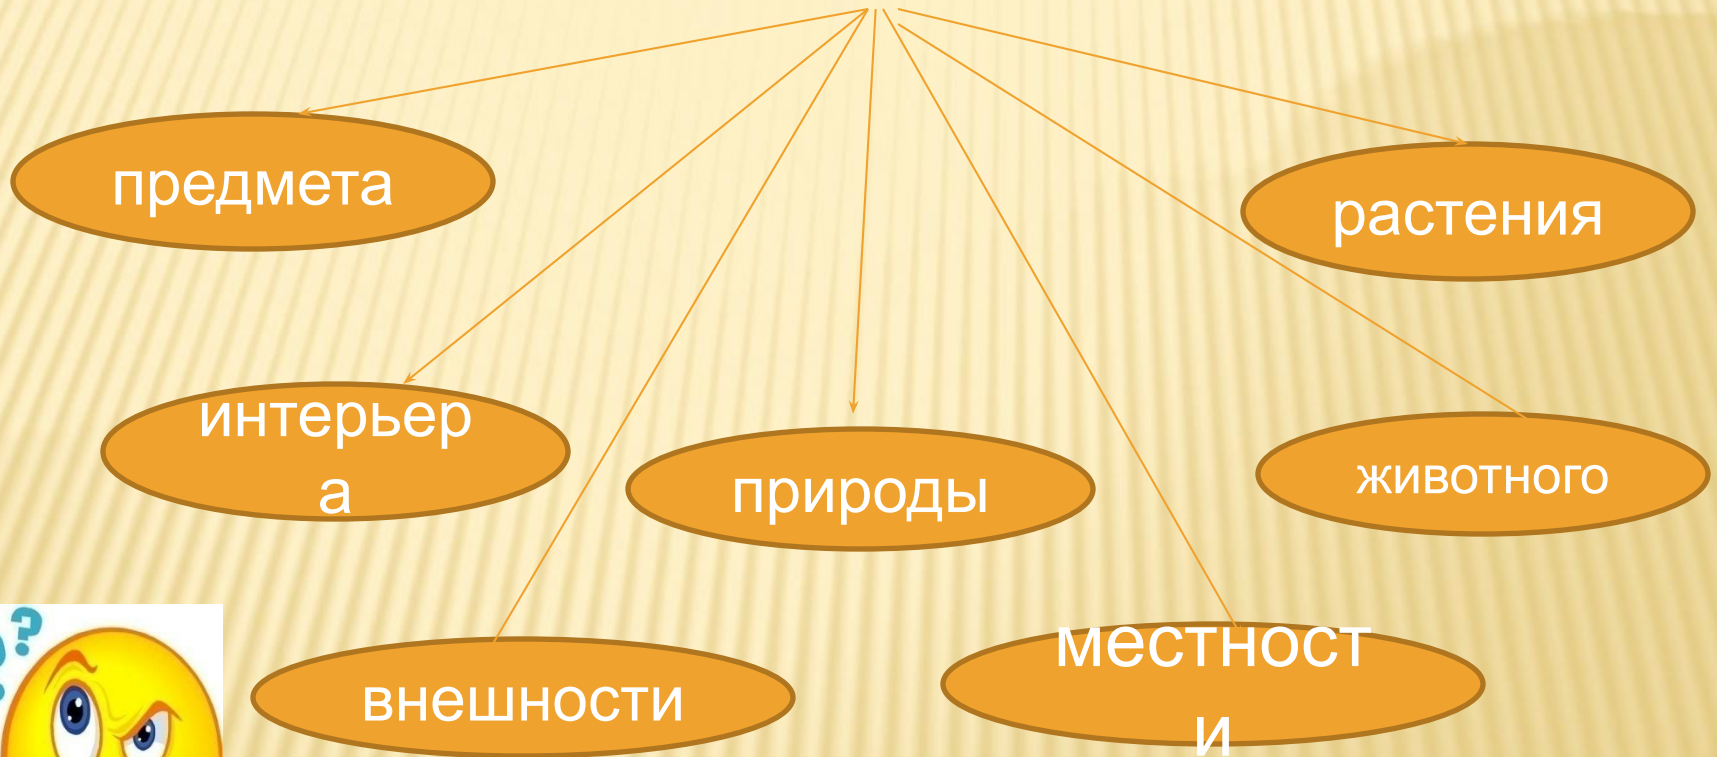 предмета
растения
интерьер
а
природы
животного
внешности
местност
и
?